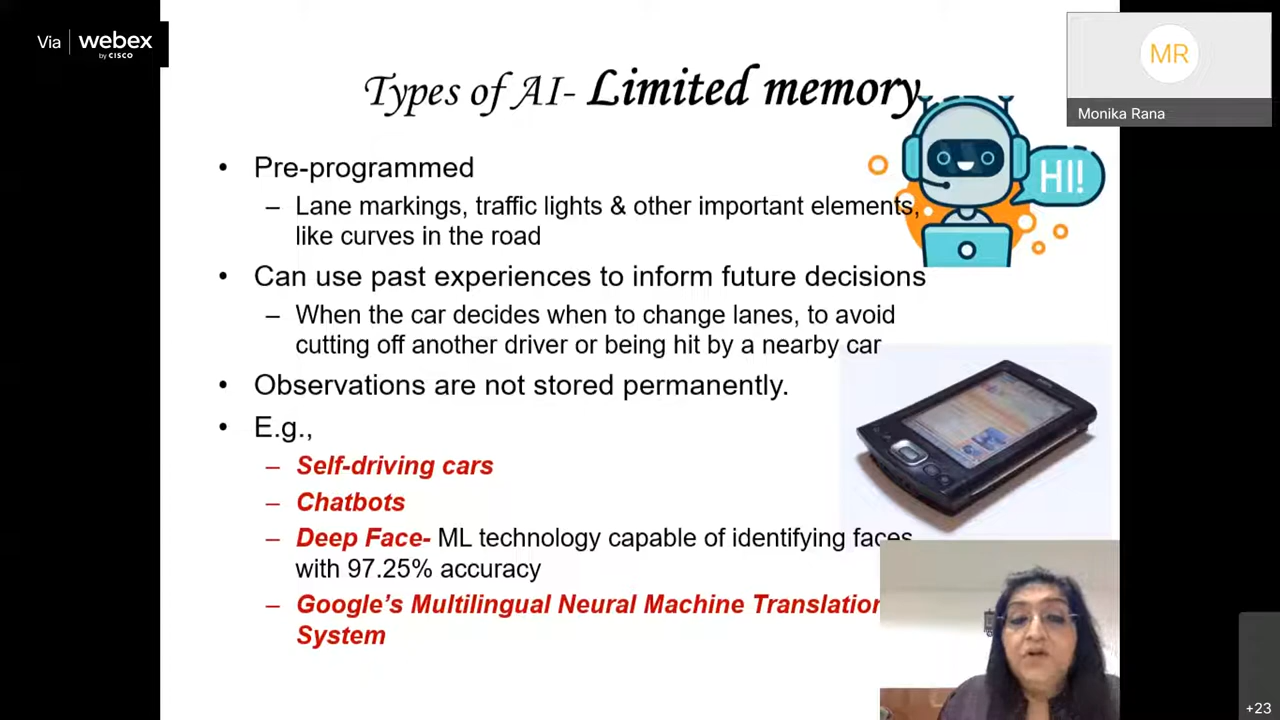 Via webex
by CISCO
MR
Monika Rana
Types of AI- Limited memory
HI!
• Pre-programmed
– Lane markings, traffic lights & other important elements,
like curves in the road
• Can use past experiences to inform future decisions
– When the car decides when to change lanes, to avoid
cutting off another driver or being hit by a nearby car
• Observations are not stored permanently.
• E.g.,
– Self-driving cars
– Chatbots
– Deep Face- ML technology capable of identifying faces
with 97.25% accuracy
– Google’s Multilingual Neural Machine Translation
System
+23